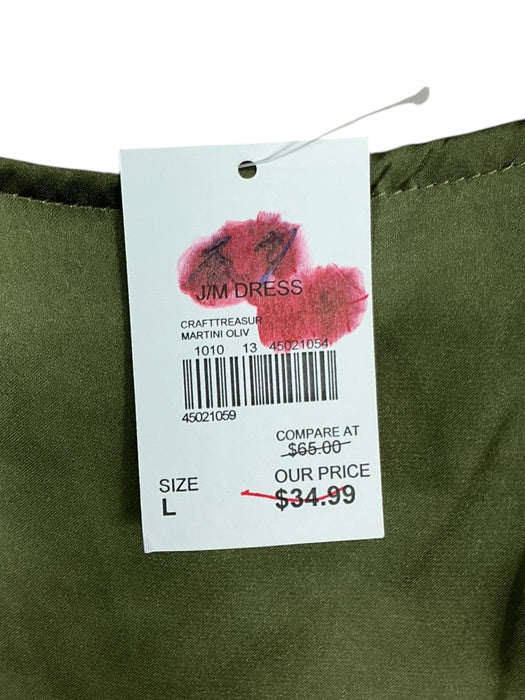 J/M DRESS
CRAFTTREASUR
MARTINI OLIV
1010 13 45021054
45021059
COMPARE AT
$65.00
OUR PRICE
$34.99
SIZE
L